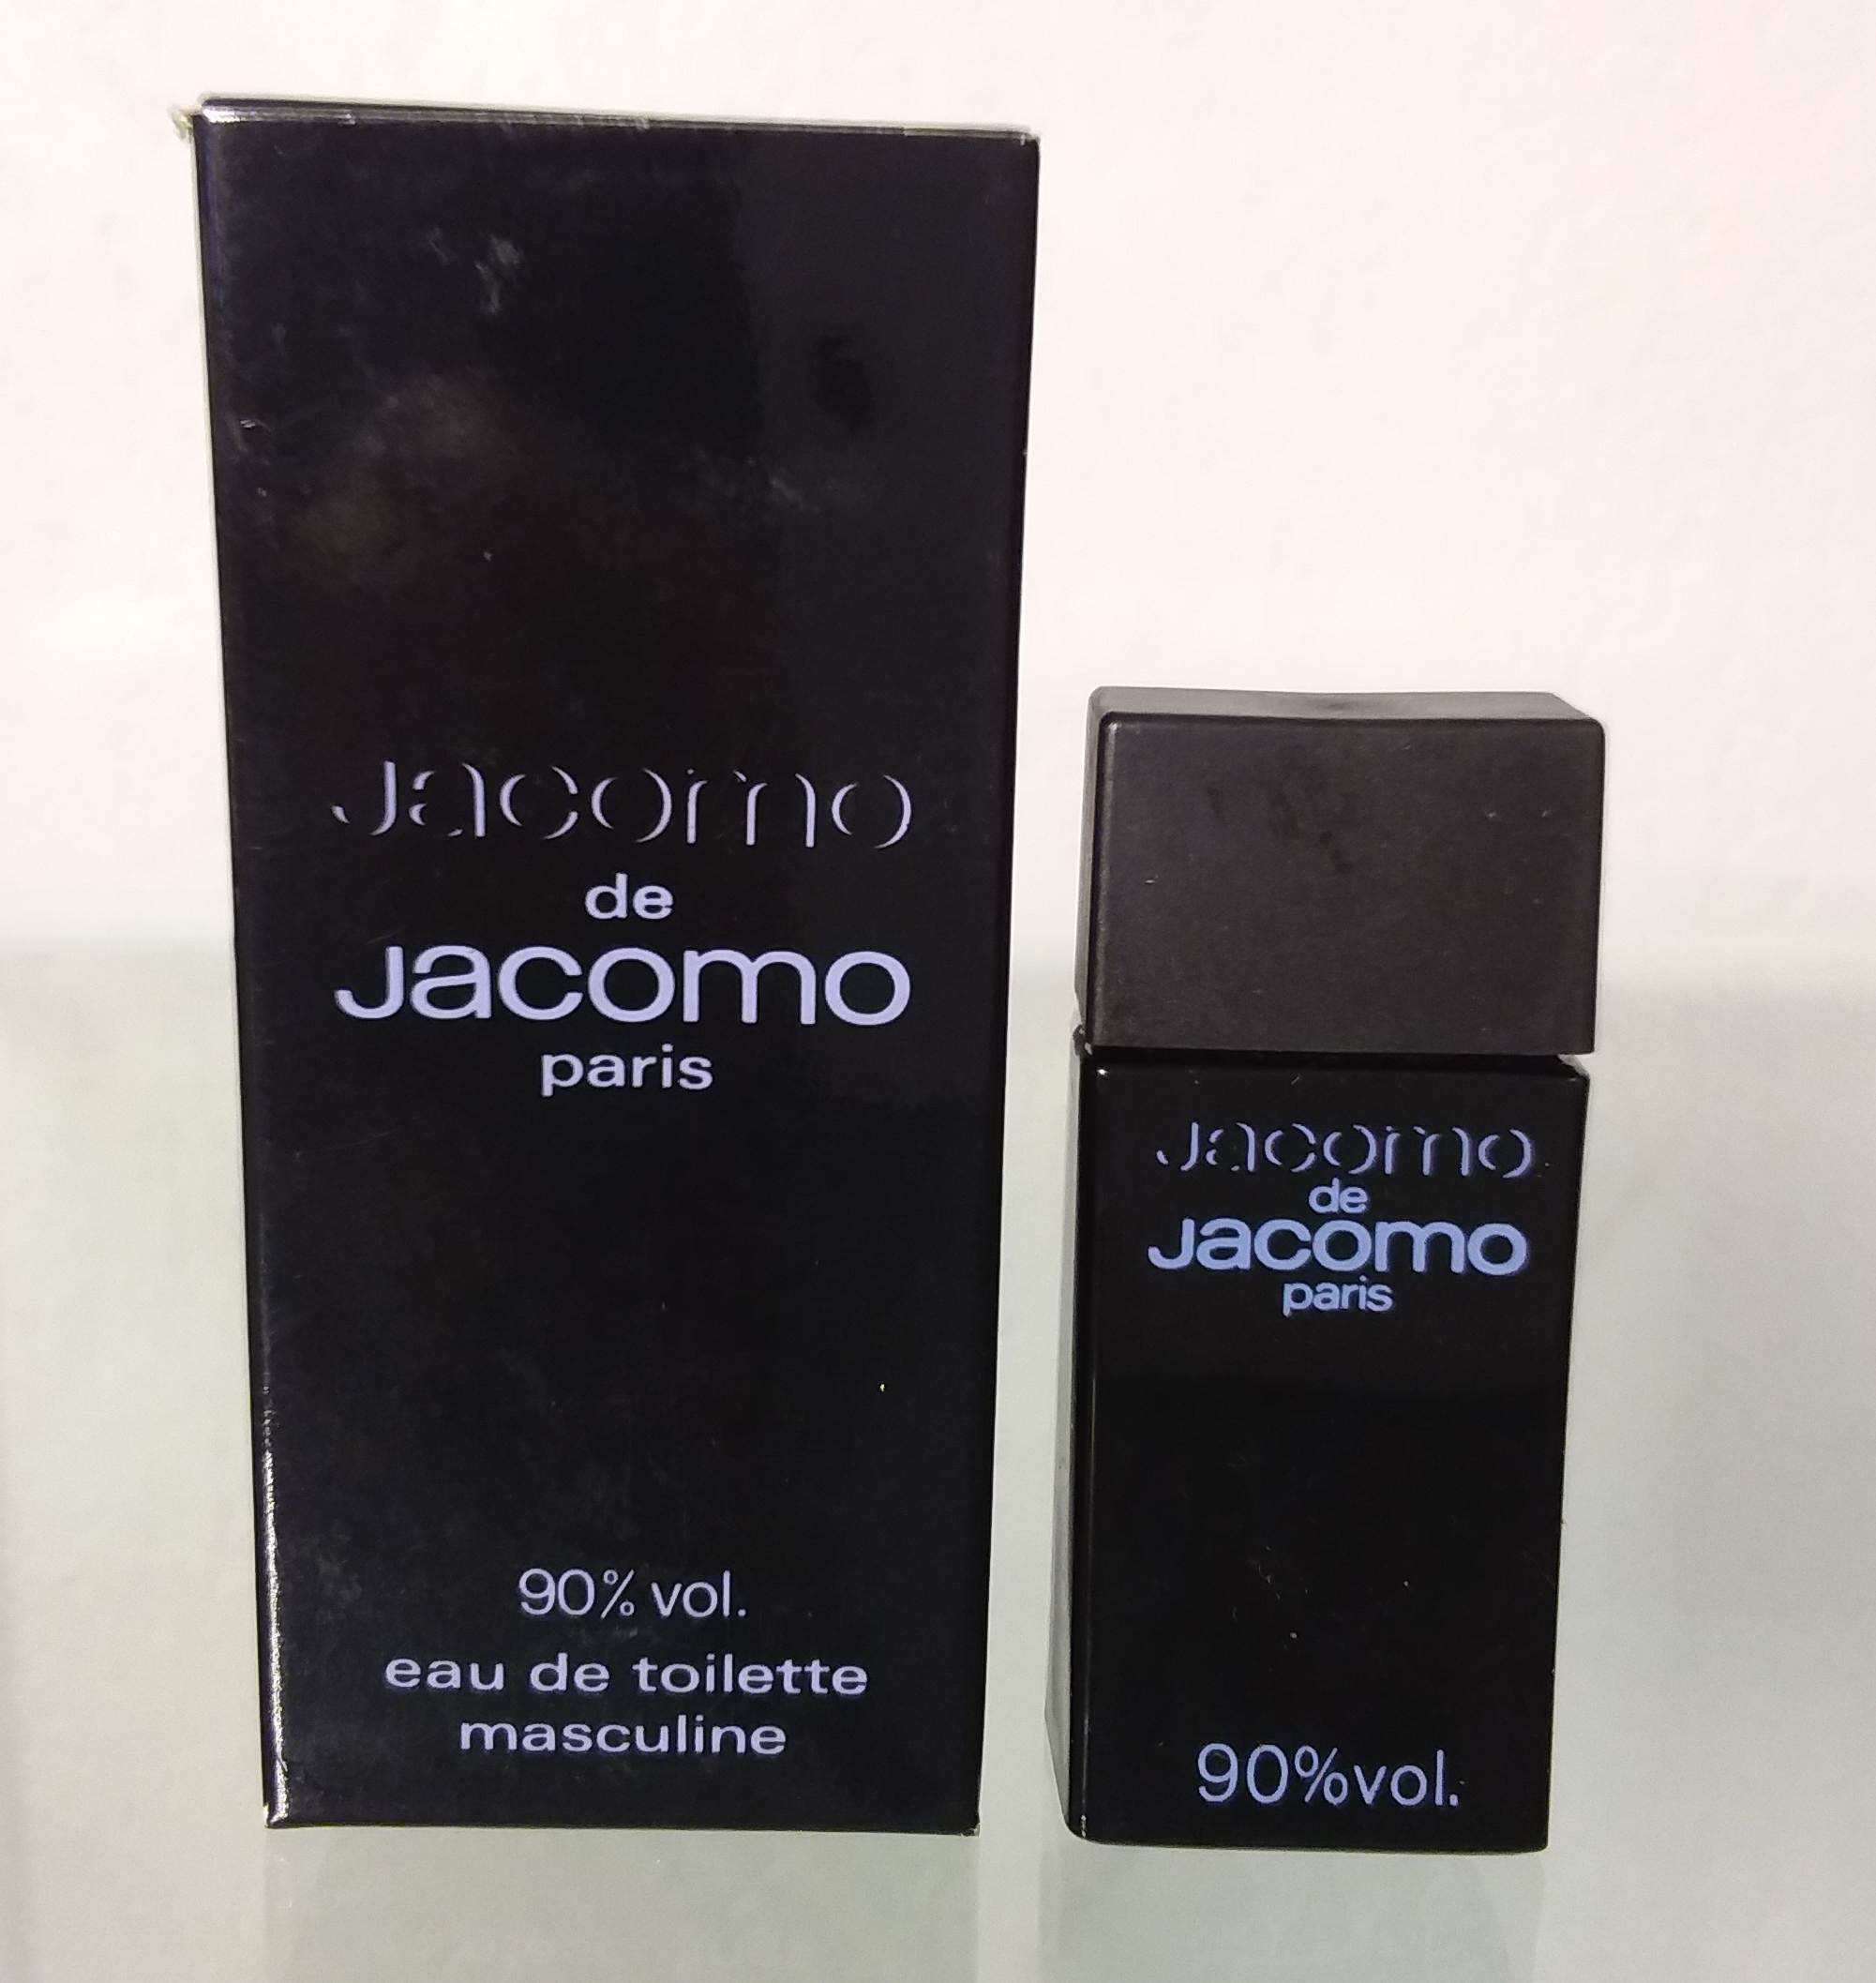 Jacomo
de
Jacomo
paris
90% vol.
eau de toilette
masculine
Jacomo
de
Jacomo
paris
90%vol.